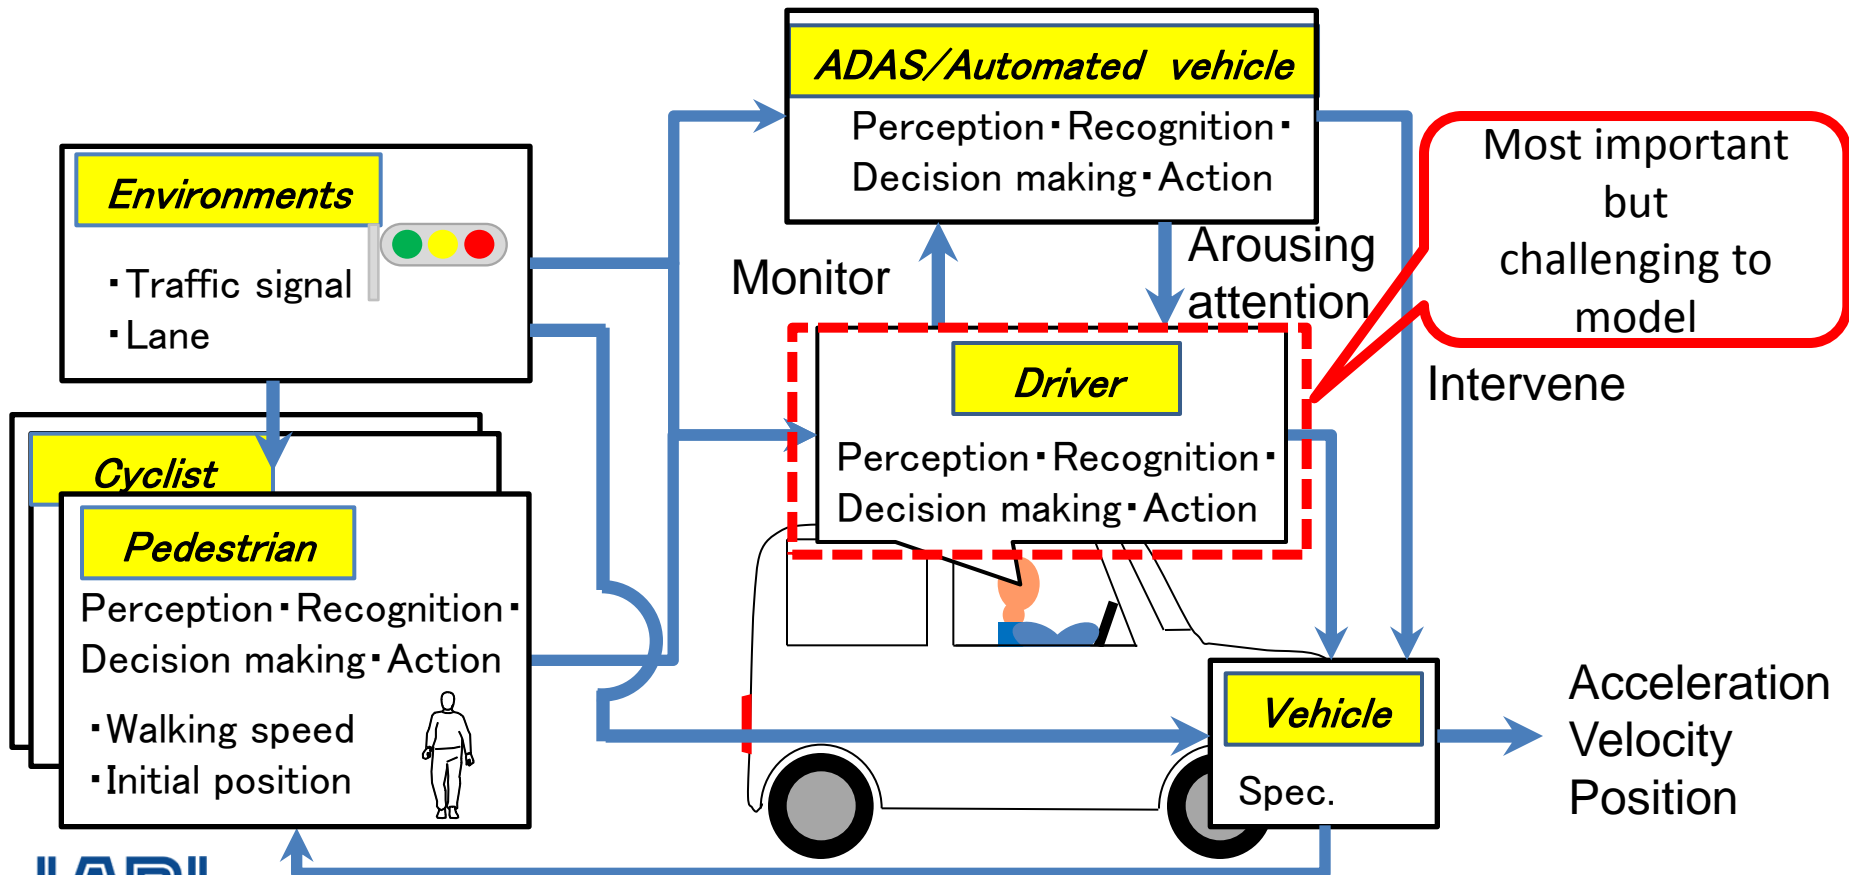 ADAS/Automated vehicle
Perception・Recognition・
Decision making・Action
Environments
・Traffic signal
・Lane
Monitor
Arousing
attention
Most important
but
challenging to
model
Intervene
Driver
Perception・Recognition・
Decision making・Action
Cyclist
Pedestrian
Perception・Recognition・
Decision making・Action
・Walking speed
・Initial position
Vehicle
Spec.
Acceleration
Velocity
Position